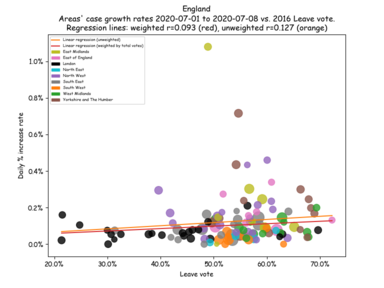 England
Areas' case growth rates 2020-07-01 to 2020-07-08 vs. 2016 Leave vote.
Regression lines: weighted r=0.093 (red), unweighted r=0.127 (orange)
Linear regression (unweighted)
Linear regression (weighted by total votes)
East Midlands
East of England
London
North East
North West
South East
South West
West Midlands
Yorkshire and The Humber
Daily % increase rate
1.0%
0.8%
0.6%
0.4%
0.2%
0.0%
20.0% 30.0% 40.0% 50.0% 60.0% 70.0%
Leave vote